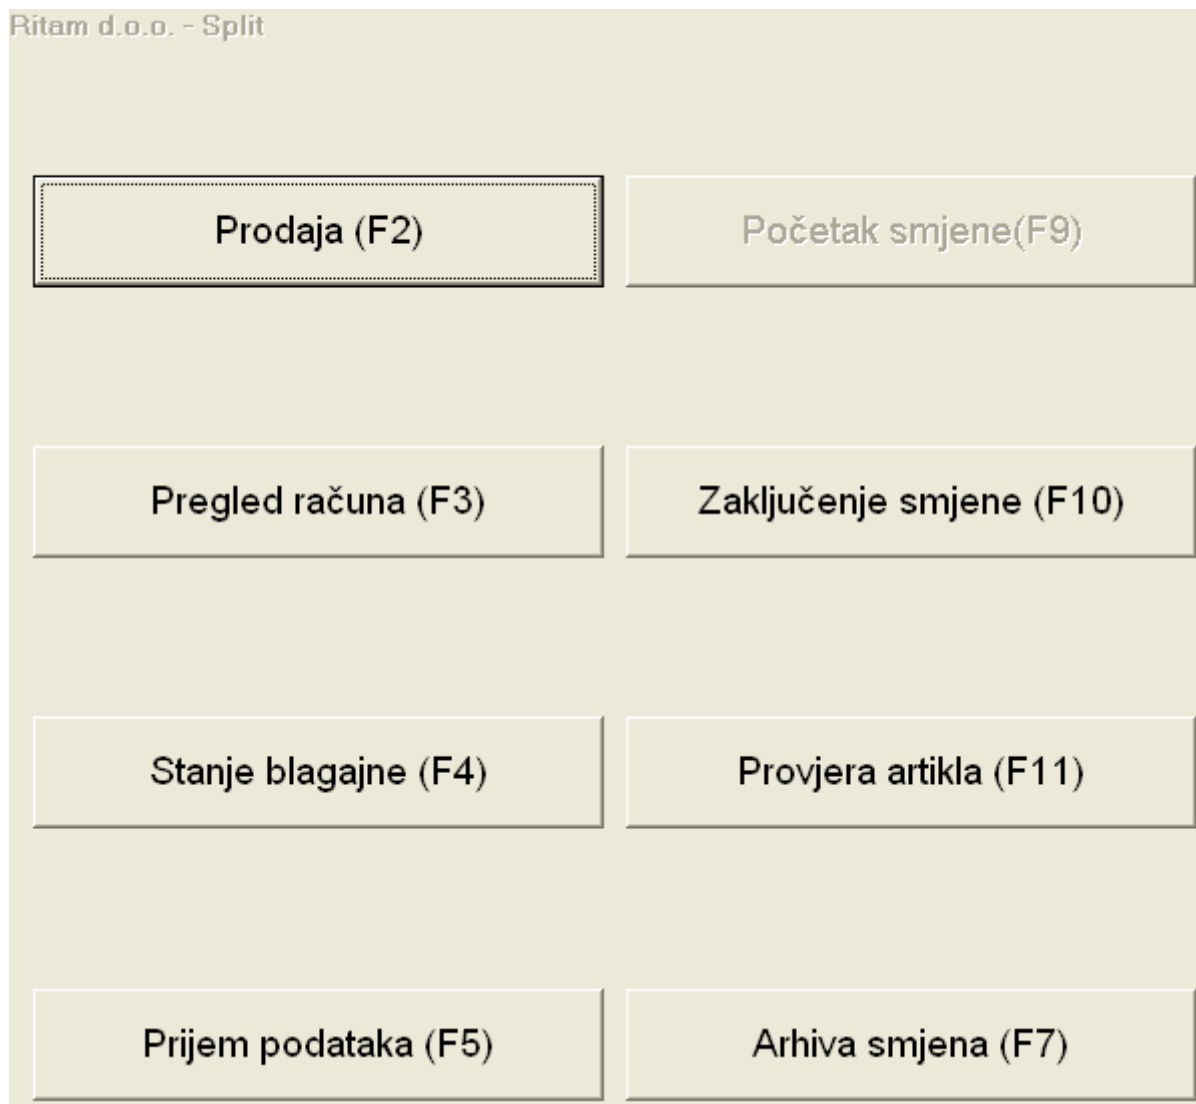 Ritam d.o.o. - Split
Prodaja (F2)
Početak smjene(F9)
Pregled računa (F3)
Zaključenje smjene (F10)
Stanje blagajne (F4)
Provjera artikla (F11)
Prijem podataka (F5)
Arhiva smjena (F7)